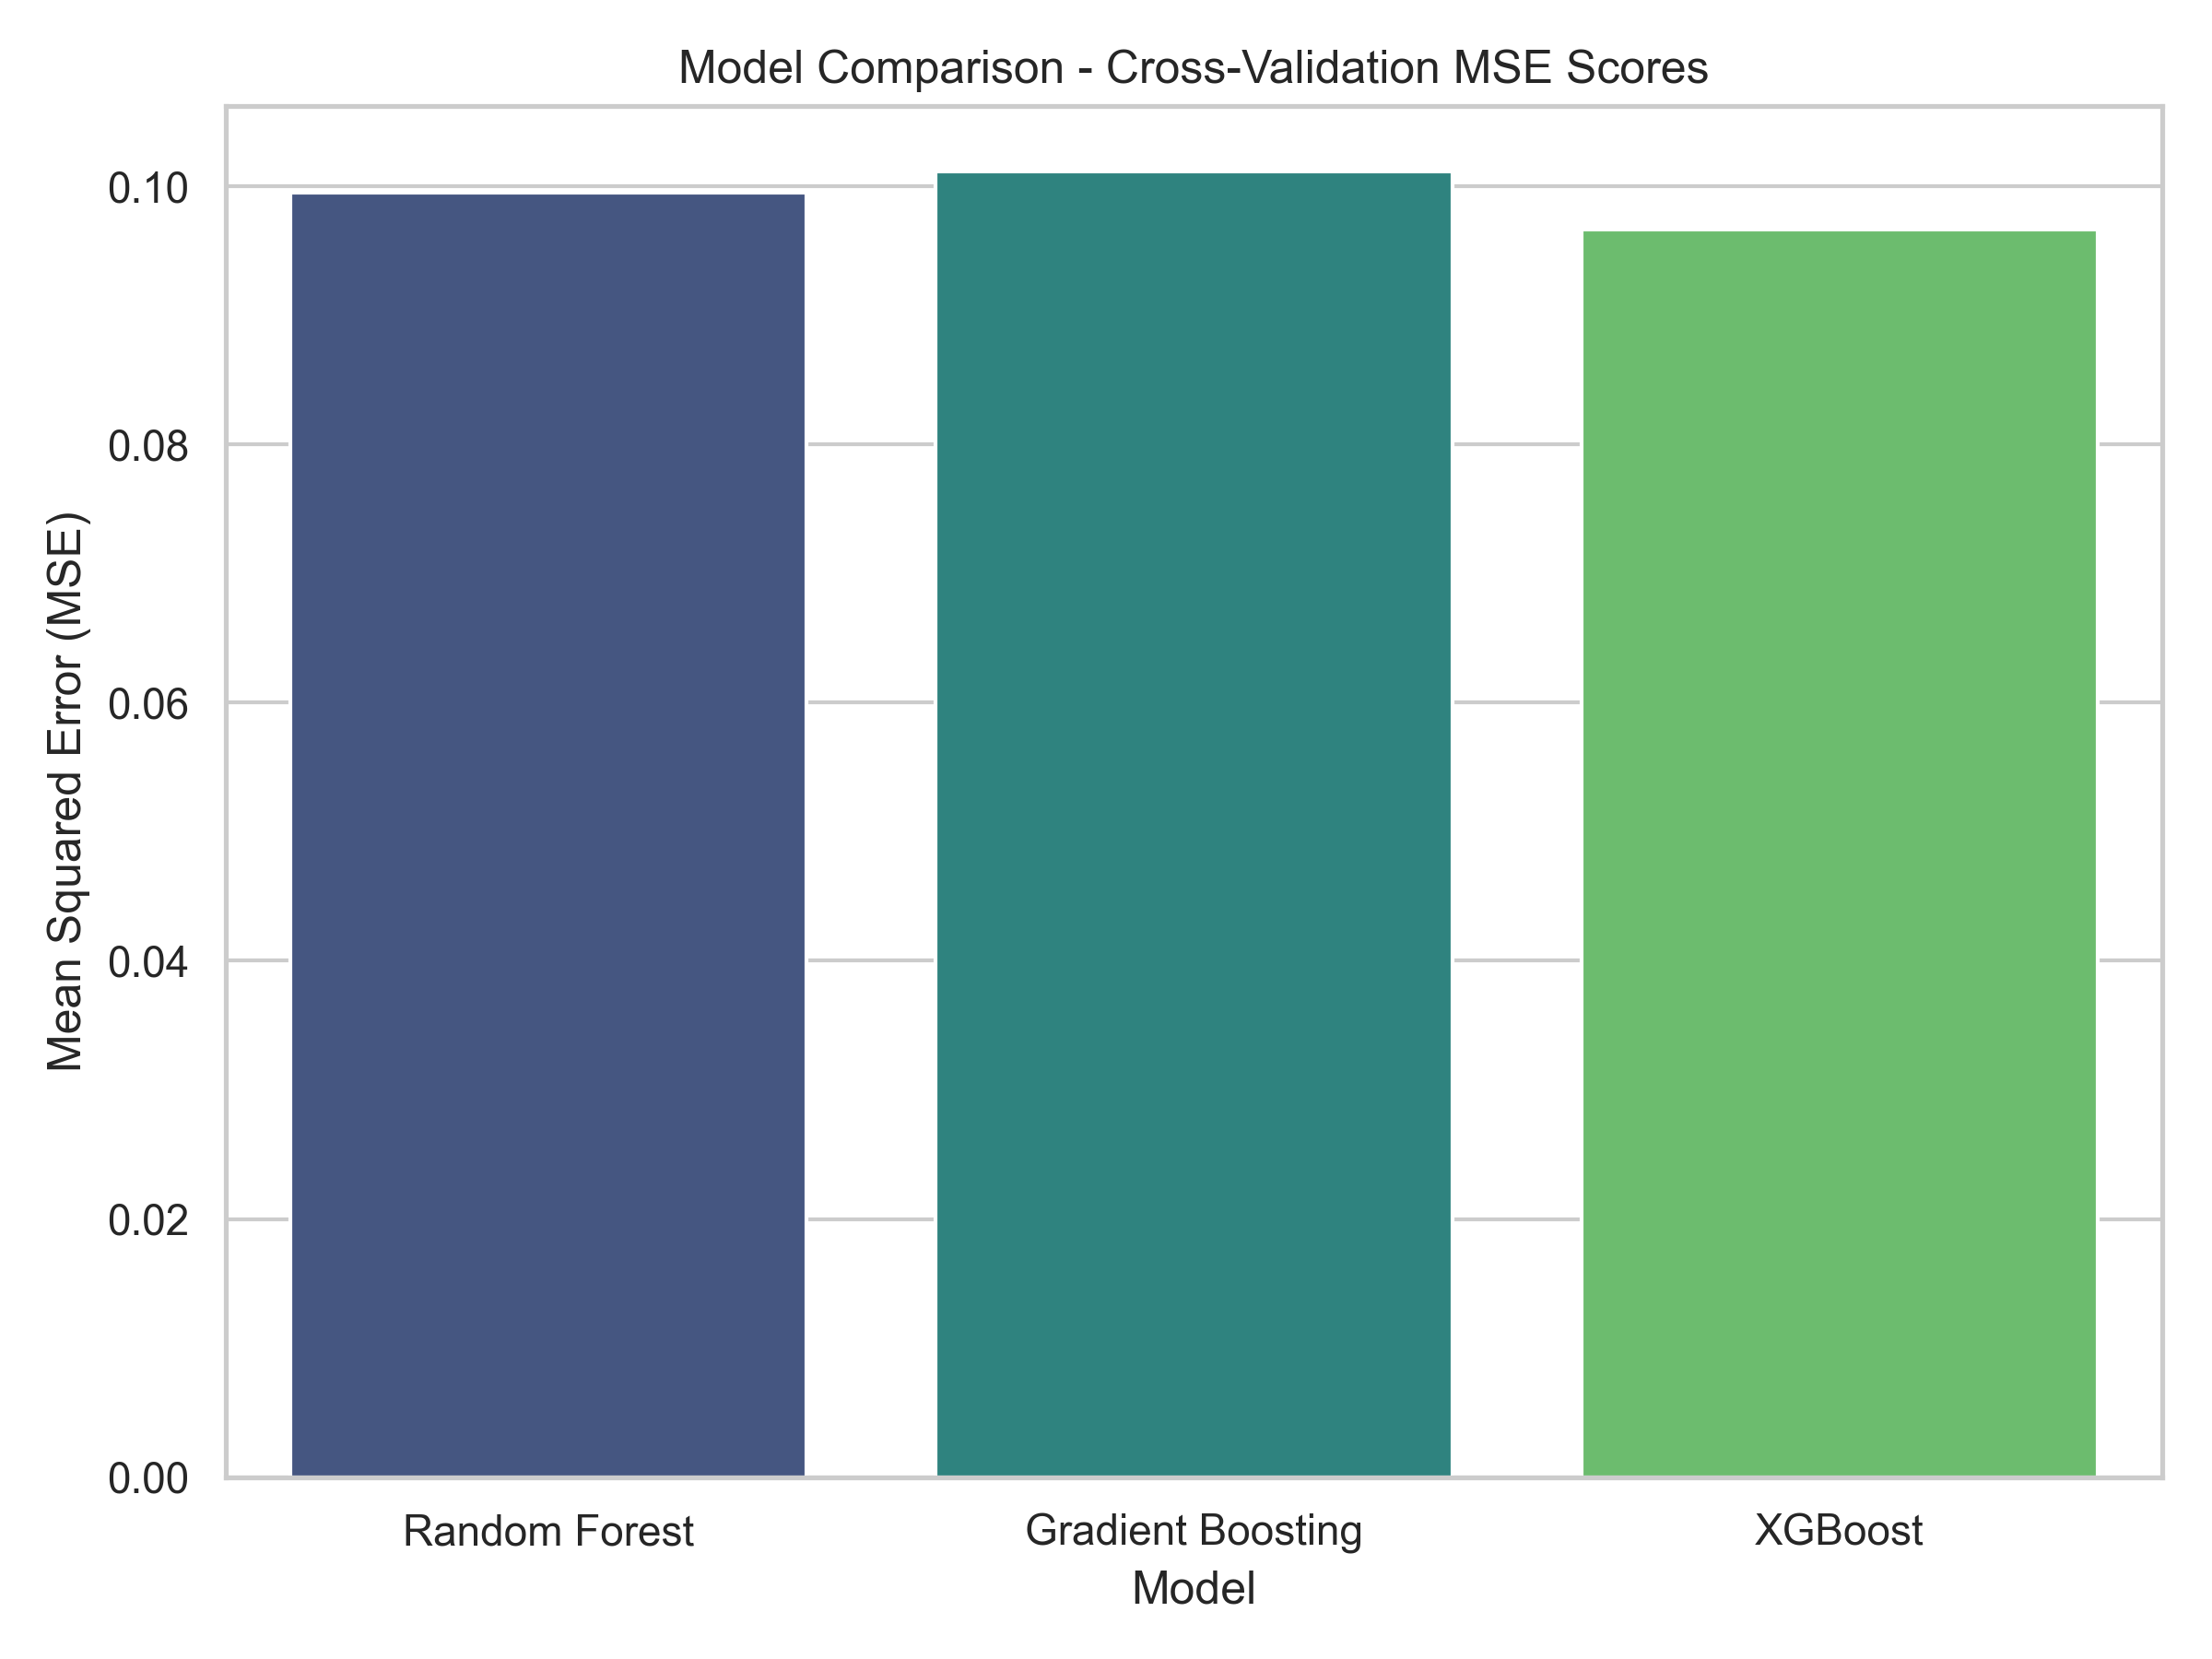 Model Comparison - Cross-Validation MSE Scores
Mean Squared Error (MSE)
0.10
0.08
0.06
0.04
0.02
0.00
Random Forest
Gradient Boosting
XGBoost
Model